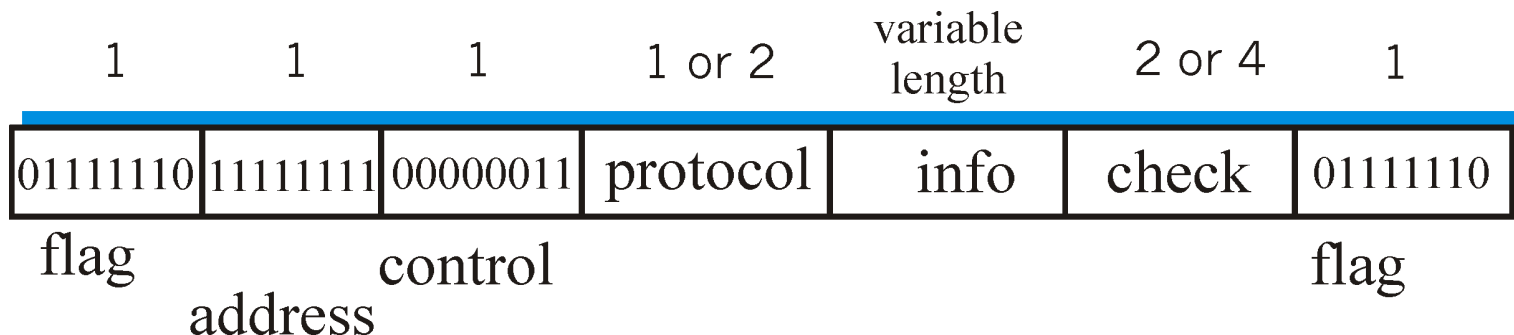 1 1 1 1 or 2 variable length 2 or 4 1
01111110 11111111 00000011 protocol info check 01111110
flag address control flag